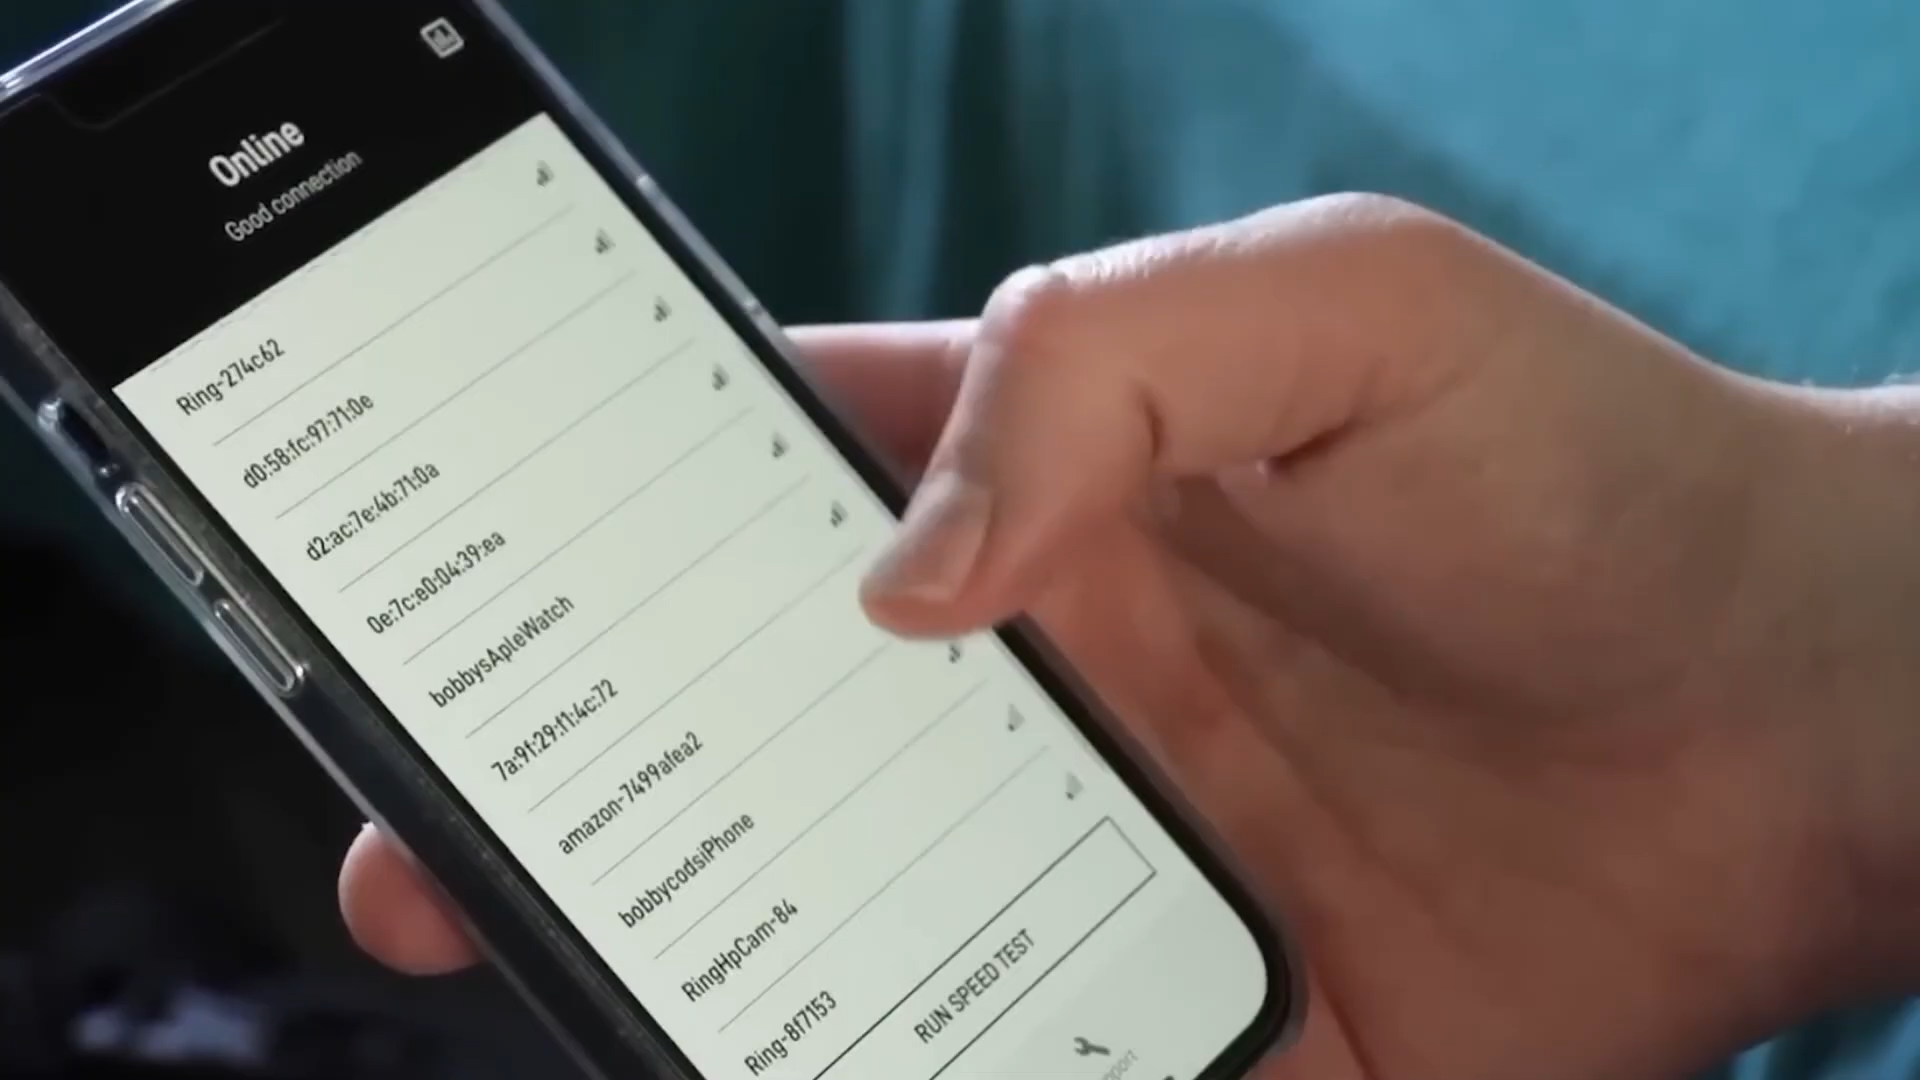 Online
Good connection
Ring-274c62
d0:58:fc:97:71:0e
d2:ac:7e:4b:71:0a
0e:7c:e0:04:39:ea
bobbysApleWatch
7a:9f:29:f1:4c:72
amazon-7499afea2
bobbycodsiPhone
RingHpCam-84
Ring-8f7153
RUN SPEED TEST